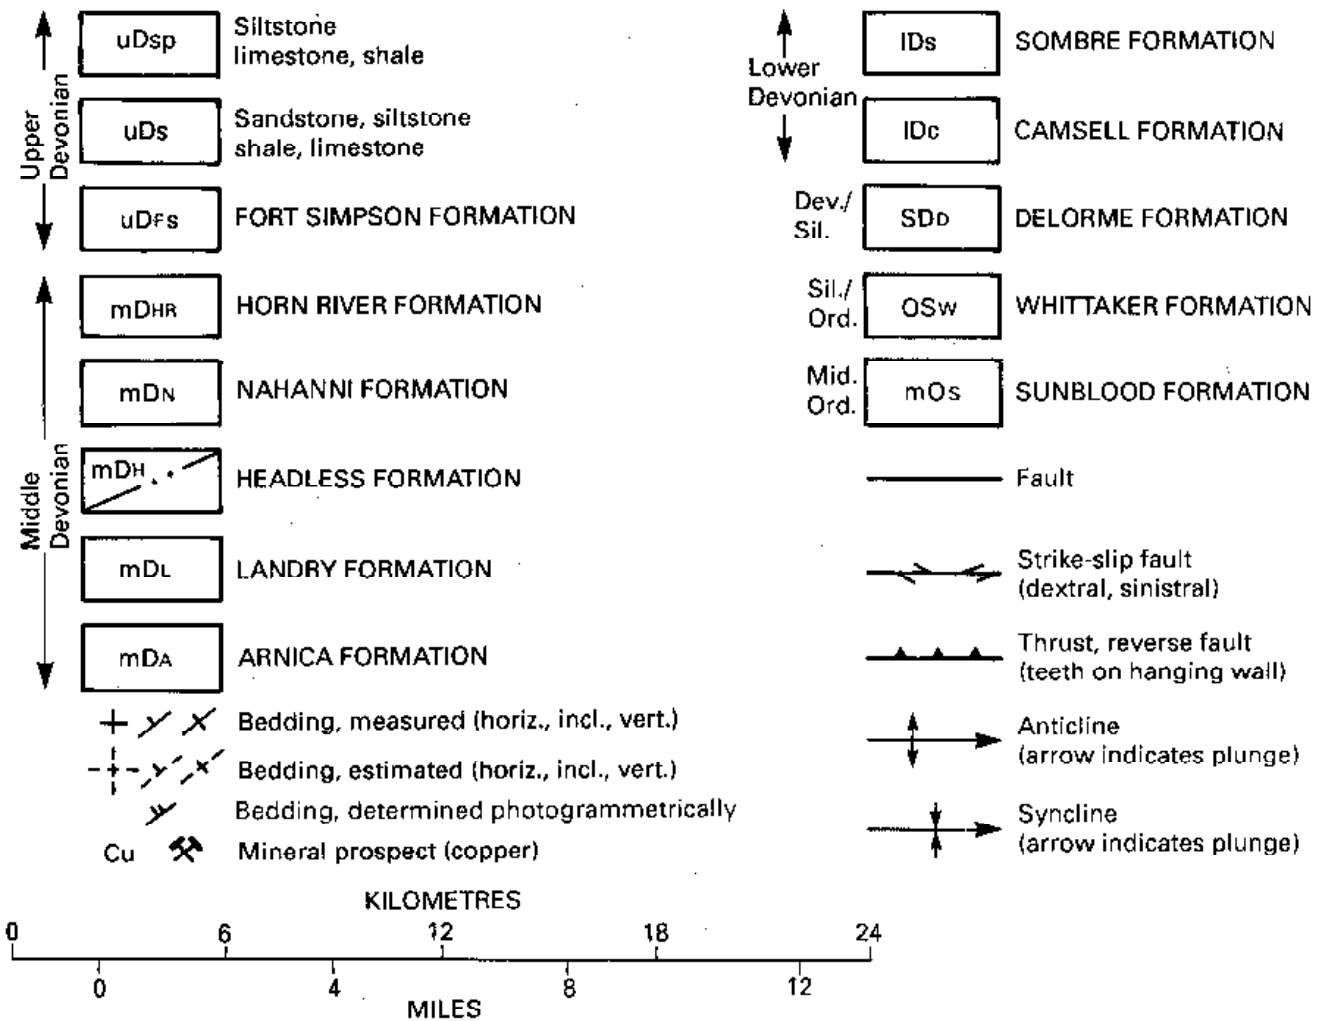 Upper
Devonian
uDsp
Siltstone
limestone, shale
uDs
Sandstone, siltstone
shale, limestone
uDFs
FORT SIMPSON FORMATION
Middle
Devonian
mDHR
HORN RIVER FORMATION
mDN
NAHANNI FORMATION
mDH
HEADLESS FORMATION
mDL
LANDRY FORMATION
mDA
ARNICA FORMATION
Bedding, measured (horiz., incl., vert.)
Bedding, estimated (horiz., incl., vert.)
Bedding, determined photogrammetrically
Cu
Mineral prospect (copper)
Lower
Devonian
lDs
SOMBRE FORMATION
lDc
CAMSELL FORMATION
Dev./
Sil.
SDD
DELORME FORMATION
Sil./
Ord.
OSw
WHITTAKER FORMATION
Mid.
Ord.
mOs
SUNBLOOD FORMATION
Fault
Strike-slip fault
(dextral, sinistral)
Thrust, reverse fault
(teeth on hanging wall)
Anticline
(arrow indicates plunge)
Syncline
(arrow indicates plunge)
KILOMETRES
0 6 12 18 24
0 4 8 12
MILES